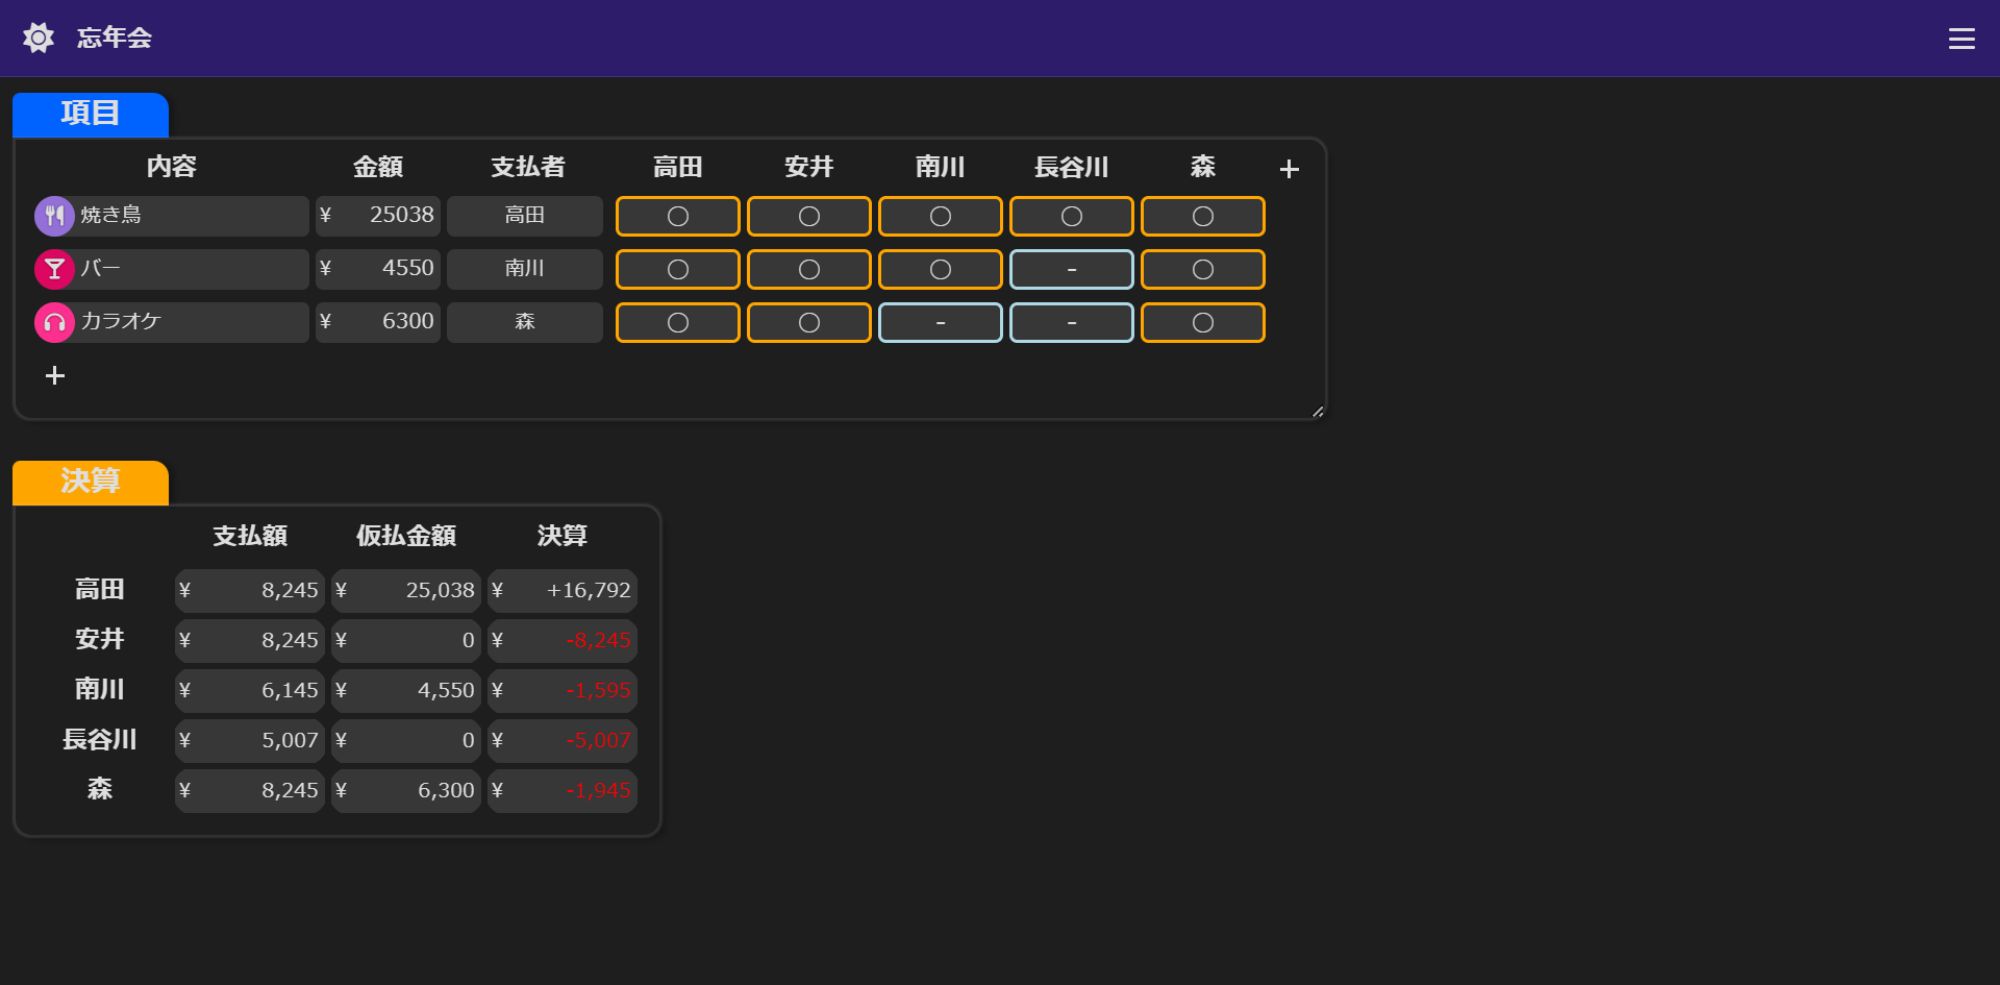 忘年会
項目
内容 金額 支払者 高田 安井 南川 長谷川 森 +
焼き鳥 ¥ 25038 高田 ○ ○ ○ ○ ○
バー ¥ 4550 南川 ○ ○ ○ - ○
カラオケ ¥ 6300 森 ○ ○ - - ○
+
決算
支払額 仮払金額 決算
高田 ¥ 8,245 ¥ 25,038 ¥ +16,792
安井 ¥ 8,245 ¥ 0 ¥ -8,245
南川 ¥ 6,145 ¥ 4,550 ¥ -1,595
長谷川 ¥ 5,007 ¥ 0 ¥ -5,007
森 ¥ 8,245 ¥ 6,300 ¥ -1,945